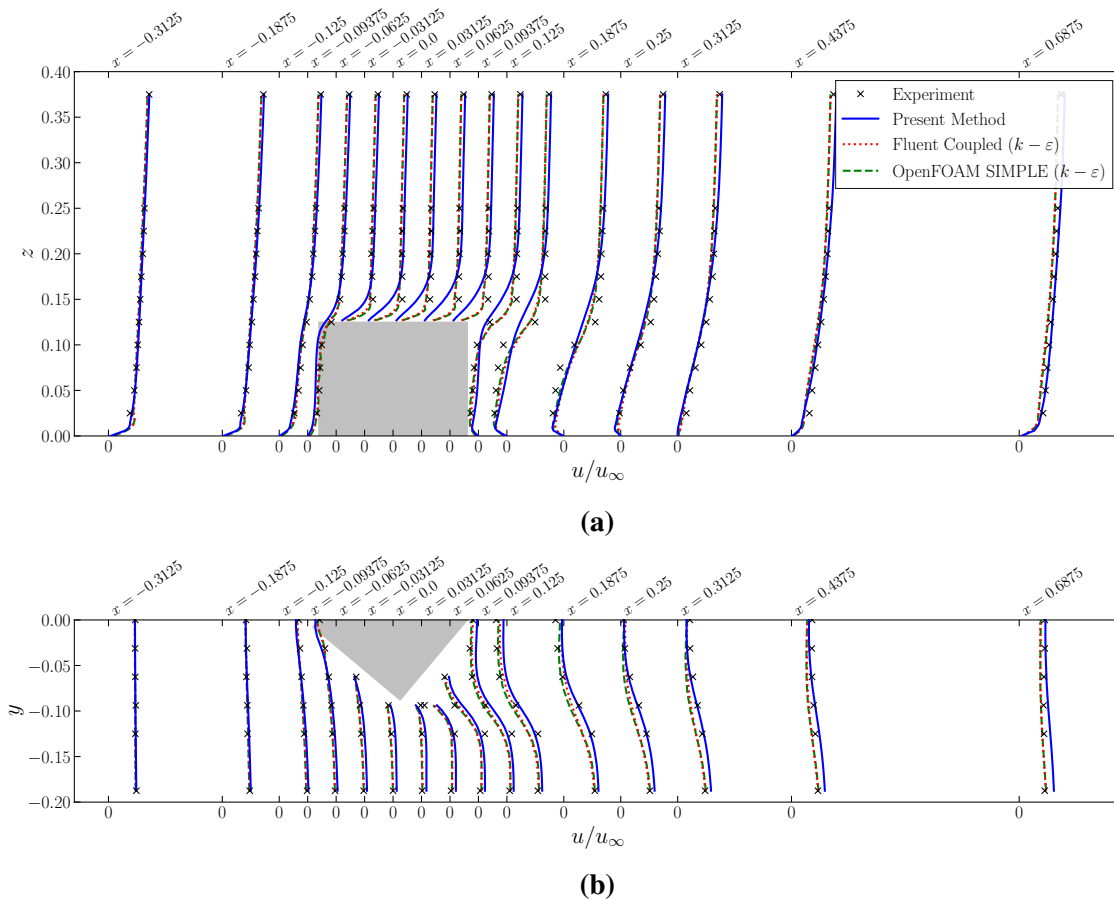 x = −0.3125
x = −0.1875
x = −0.125
x = −0.09375
x = −0.0625
x = −0.03125
x = 0.0
x = 0.03125
x = 0.0625
x = 0.09375
x = 0.125
x = 0.1875
x = 0.25
x = 0.3125
x = 0.4375
x = 0.6875
0.40
0.35
0.30
0.25
0.20
0.15
0.10
0.05
0.00
z
Experiment
Present Method
Fluent Coupled (k − ε)
OpenFOAM SIMPLE (k − ε)
0 0 0 0 0 0 0 0 0 0 0 0 0 0 0 0
u/u∞
(a)
x = −0.3125
x = −0.1875
x = −0.125
x = −0.09375
x = −0.0625
x = −0.03125
x = 0.0
x = 0.03125
x = 0.0625
x = 0.09375
x = 0.125
x = 0.1875
x = 0.25
x = 0.3125
x = 0.4375
x = 0.6875
0.00
−0.05
−0.10
−0.15
−0.20
y
0 0 0 0 0 0 0 0 0 0 0 0 0 0 0 0
u/u∞
(b)